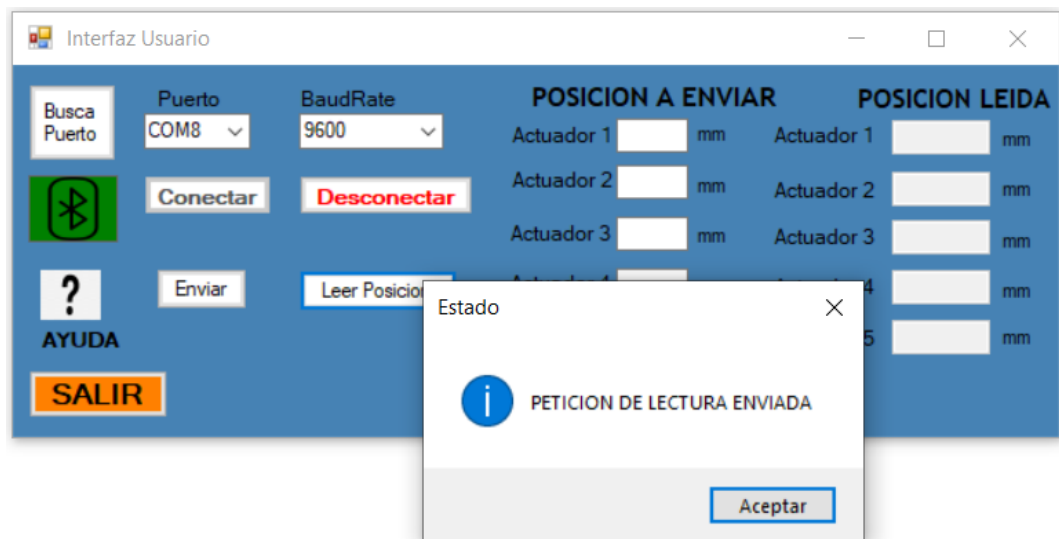 Interfaz Usuario
Busca
Puerto
Puerto
BaudRate
COM8
9600
Conectar
Desconectar
Enviar
Leer Posicion
?
AYUDA
SALIR
POSICION A ENVIAR
Actuador 1 mm
Actuador 2 mm
Actuador 3 mm
POSICION LEIDA
Actuador 1 mm
Actuador 2 mm
Actuador 3 mm
4 mm
5 mm
Estado
i
PETICION DE LECTURA ENVIADA
Aceptar